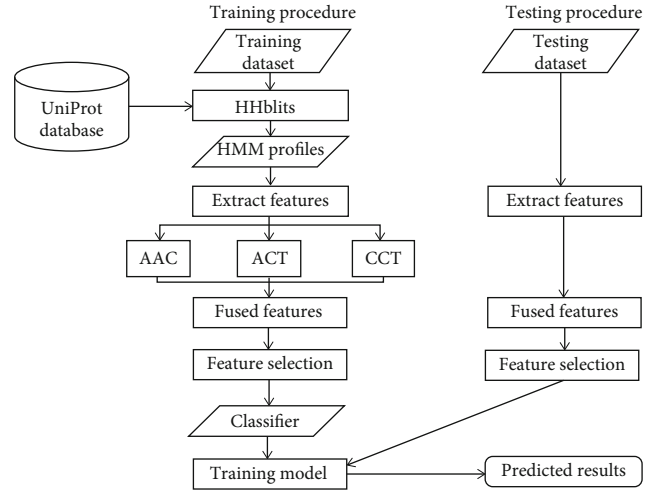 Training procedure
Training
dataset
UniProt
database
HHblits
HMM profiles
Extract features
AAC
ACT
CCT
Fused features
Feature selection
Classifier
Training model
Testing procedure
Testing
dataset
Extract features
Fused features
Feature selection
Predicted results